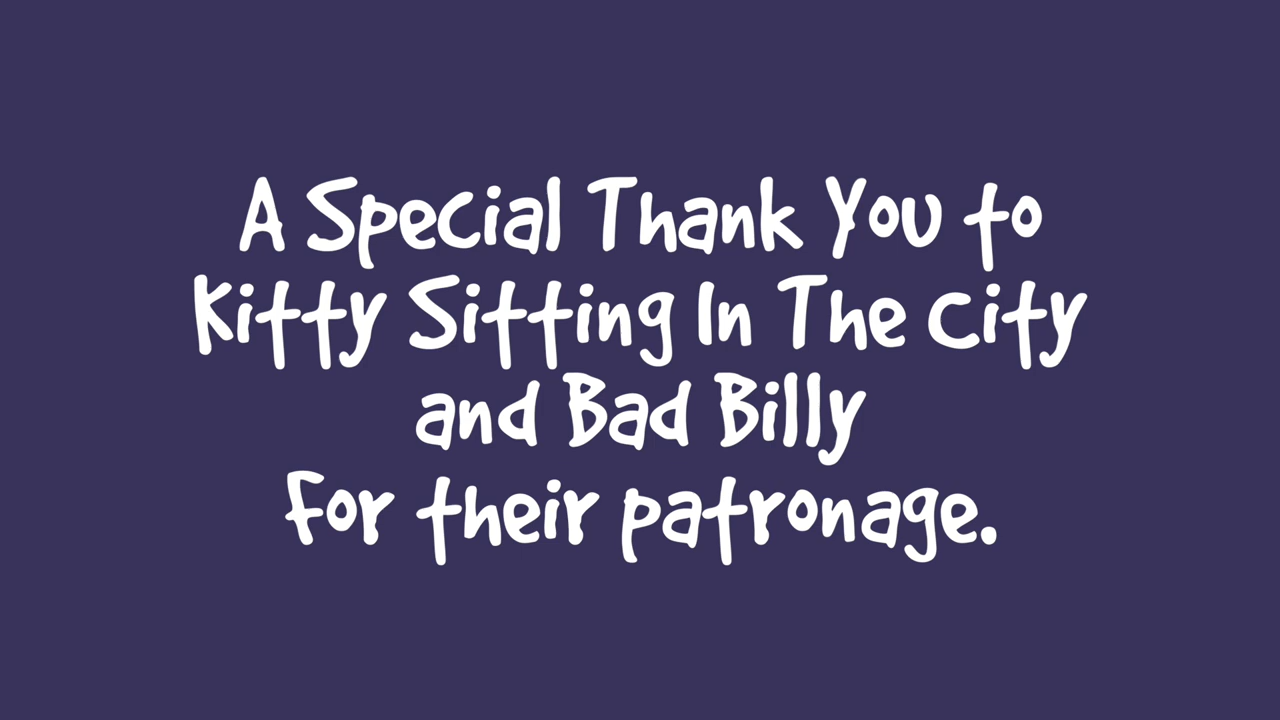 A Special Thank You to
Kitty Sitting In The City
and Bad Billy
For their patronage.